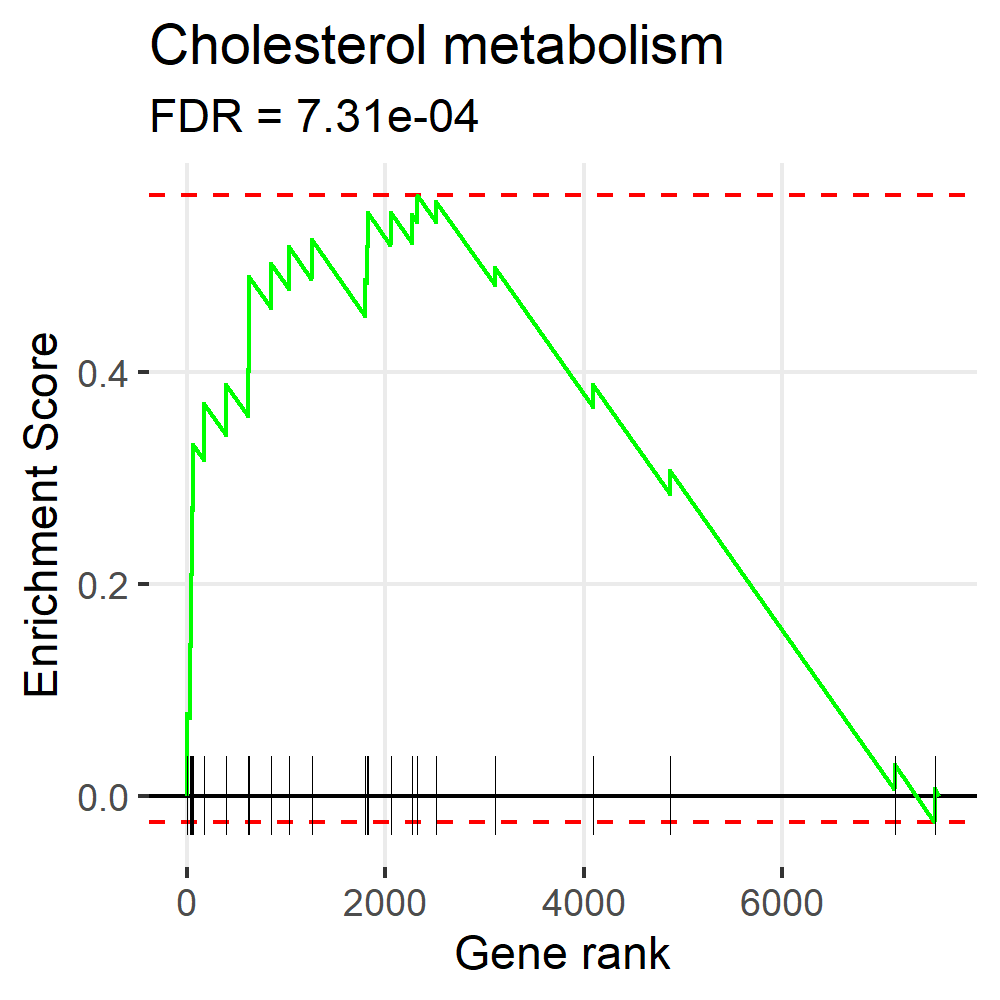 Cholesterol metabolism
FDR = 7.31e-04
Enrichment Score
0.4
0.2
0.0
0 2000 4000 6000
Gene rank